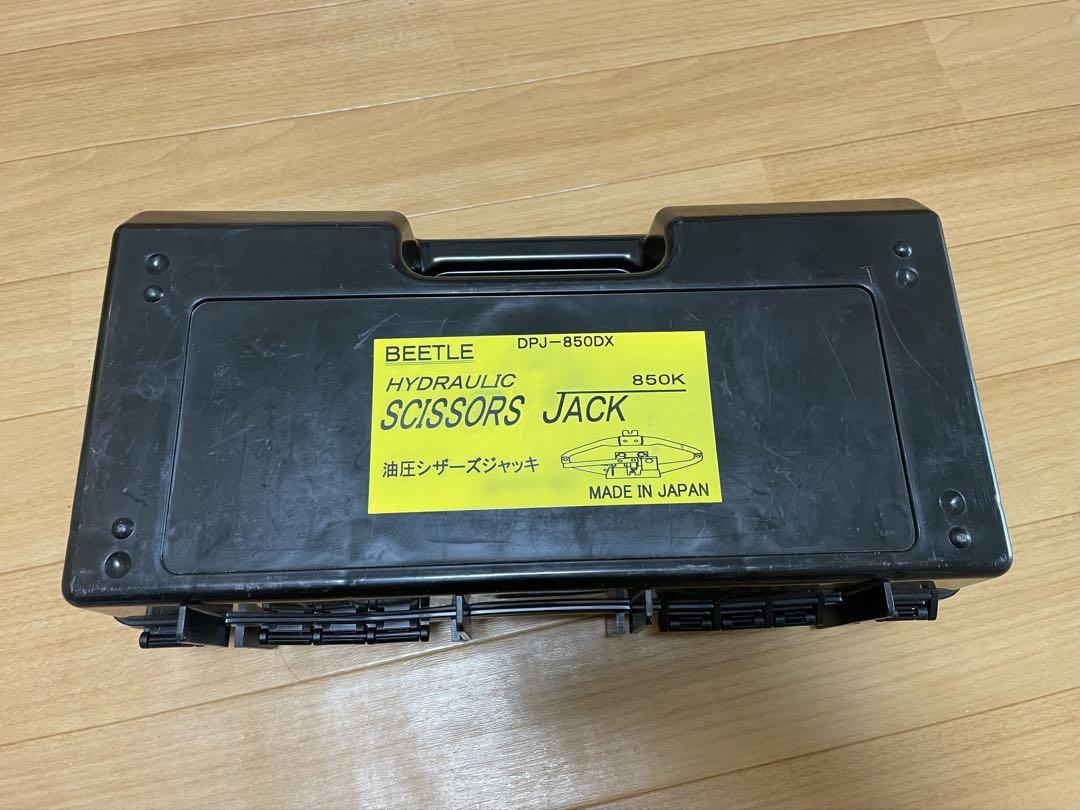 BEETLE DPJ-850DX
HYDRAULIC 850K
SCISSORS JACK
油圧シザーズジャッキ
MADE IN JAPAN